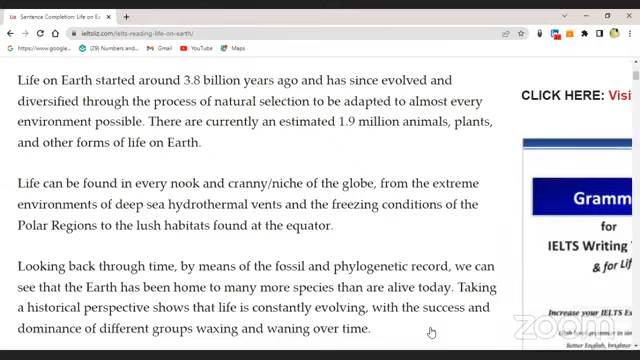 Sentence Completion: Life on Ear
ieltsliz.com/ielts-reading-life-on-earth/
https://www.google...
(29) Numbers and...
Gmail
YouTube
Maps
Life on Earth started around 3.8 billion years ago and has since evolved and
diversified through the process of natural selection to be adapted to almost every
environment possible. There are currently an estimated 1.9 million animals, plants,
and other forms of life on Earth.
Life can be found in every nook and cranny/niche of the globe, from the extreme
environments of deep sea hydrothermal vents and the freezing conditions of the
Polar Regions to the lush habitats found at the equator.
Looking back through time, by means of the fossil and phylogenetic record, we can
see that the Earth has been home to many more species than are alive today. Taking
a historical perspective shows that life is constantly evolving, with the success and
dominance of different groups waxing and waning over time.
CLICK HERE: Visi
Gramm
for
IELTS Writing
& for Lif
Increase your IELTS
Better English, brighter
zoom